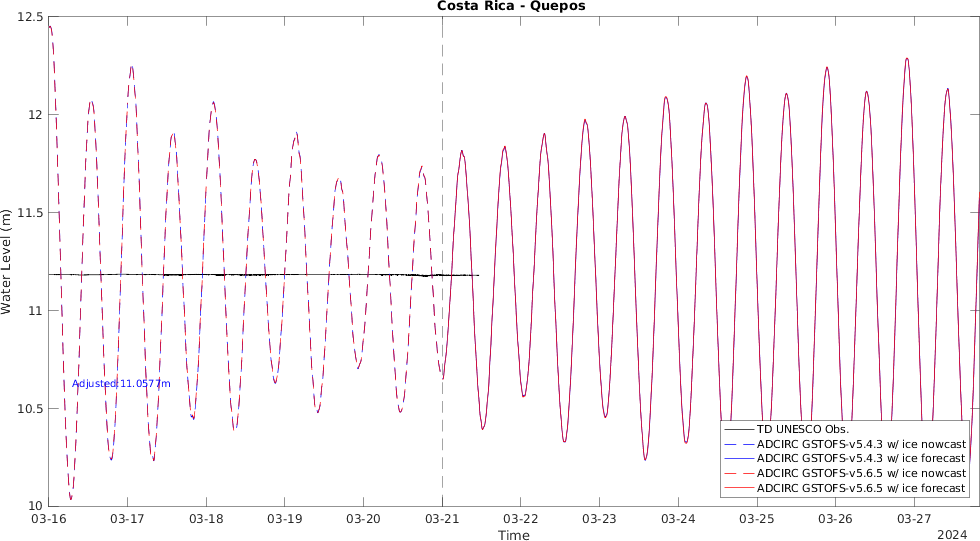 Costa Rica - Quepos
12.5
12
11.5
11
10.5
10
Water Level (m)
Adjusted:11.0577m
TD UNESCO Obs.
ADCIRC GSTOFS-v5.4.3 w/ ice nowcast
ADCIRC GSTOFS-v5.4.3 w/ ice forecast
ADCIRC GSTOFS-v5.6.5 w/ ice nowcast
ADCIRC GSTOFS-v5.6.5 w/ ice forecast
03-16 03-17 03-18 03-19 03-20 03-21 03-22 03-23 03-24 03-25 03-26 03-27
Time
2024